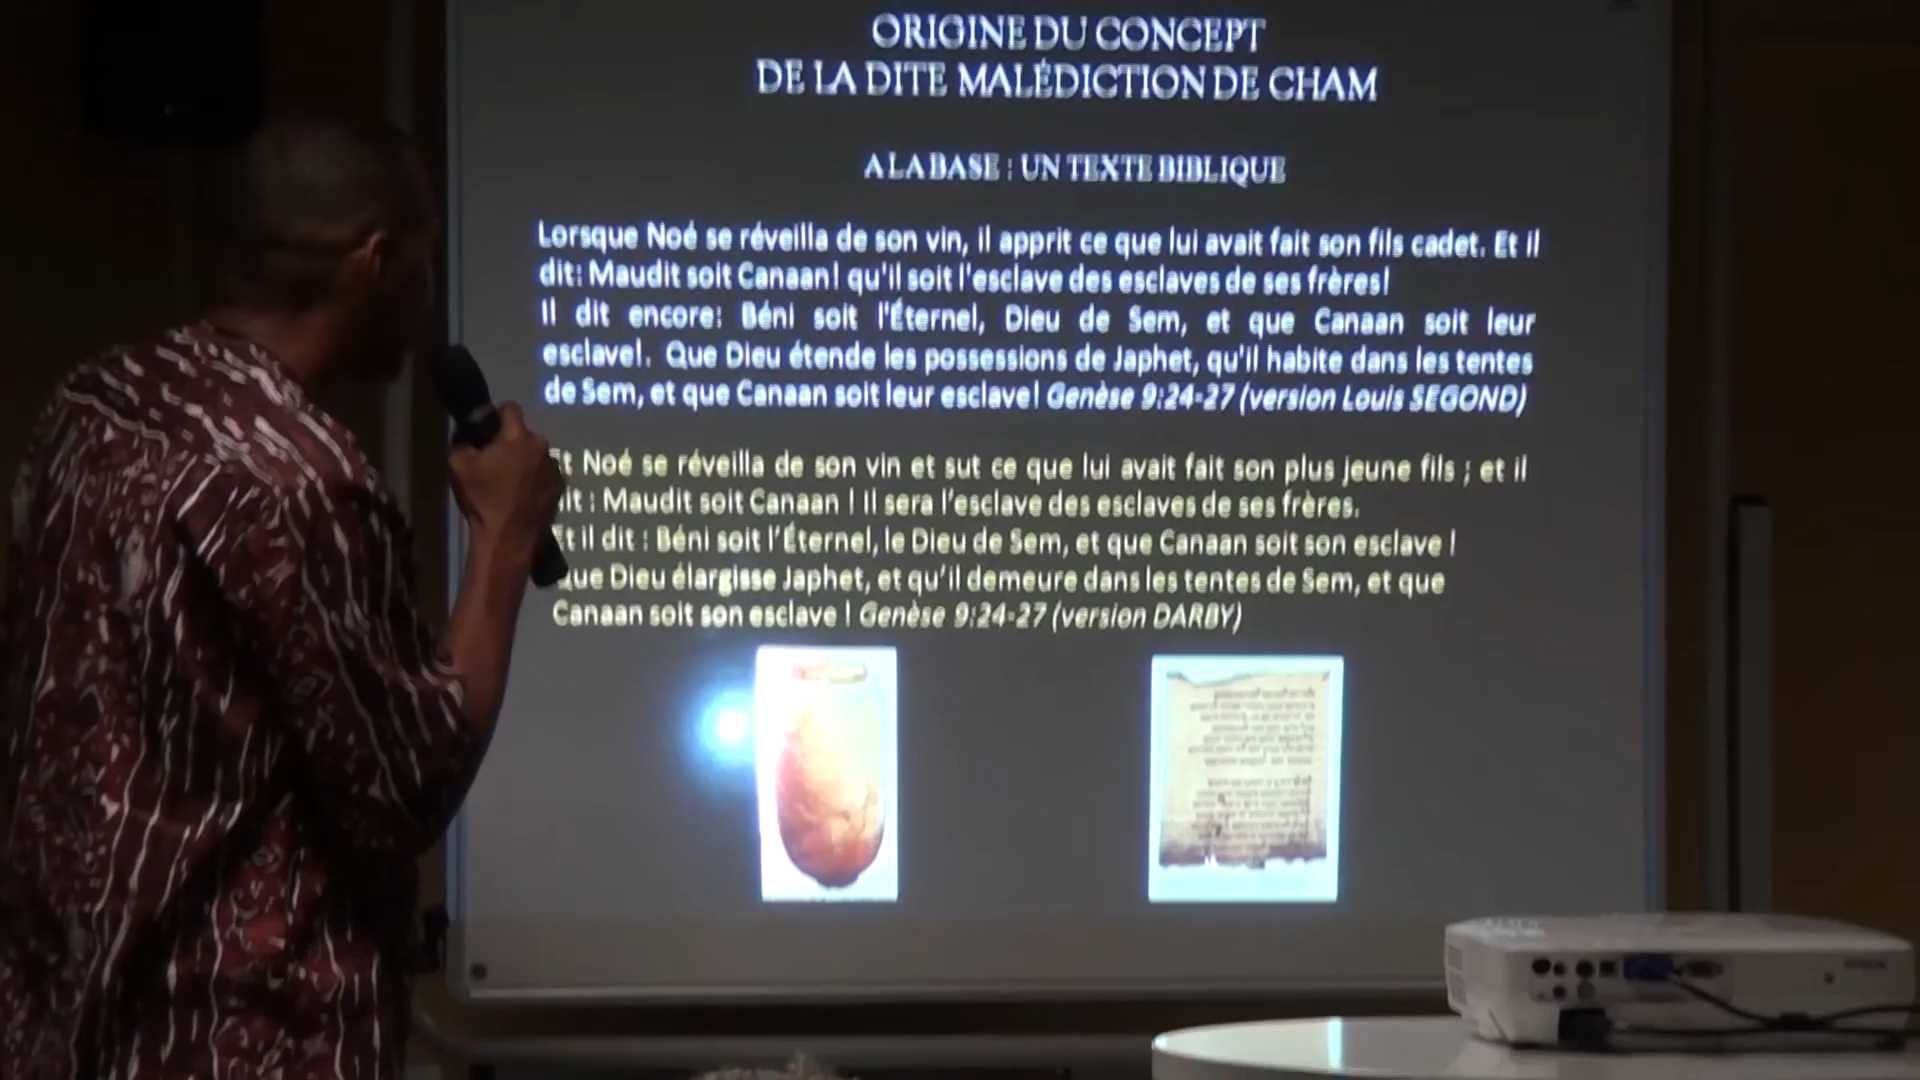 ORIGINE DU CONCEPT
DE LA DITE MALÉDICTION DE CHAM
A LA BASE : UN TEXTE BIBLIQUE
Lorsque Noé se réveilla de son vin, il apprit ce que lui avait fait son fils cadet. Et il
dit: Maudit soit Canaan! qu'il soit l'esclave des esclaves de ses frères!
Il dit encore: Béni soit l'Éternel, Dieu de Sem, et que Canaan soit leur
esclave!. Que Dieu étende les possessions de Japhet, qu'il habite dans les tentes
de Sem, et que Canaan soit leur esclave! Genèse 9:24-27 (version Louis SEGOND)
Et Noé se réveilla de son vin et sut ce que lui avait fait son plus jeune fils ; et il
it : Maudit soit Canaan ! Il sera l’esclave des esclaves de ses frères.
Et il dit : Béni soit l’Éternel, le Dieu de Sem, et que Canaan soit son esclave !
Que Dieu élargisse Japhet, et qu’il demeure dans les tentes de Sem, et que
Canaan soit son esclave ! Genèse 9:24-27 (version DARBY)
EPSON